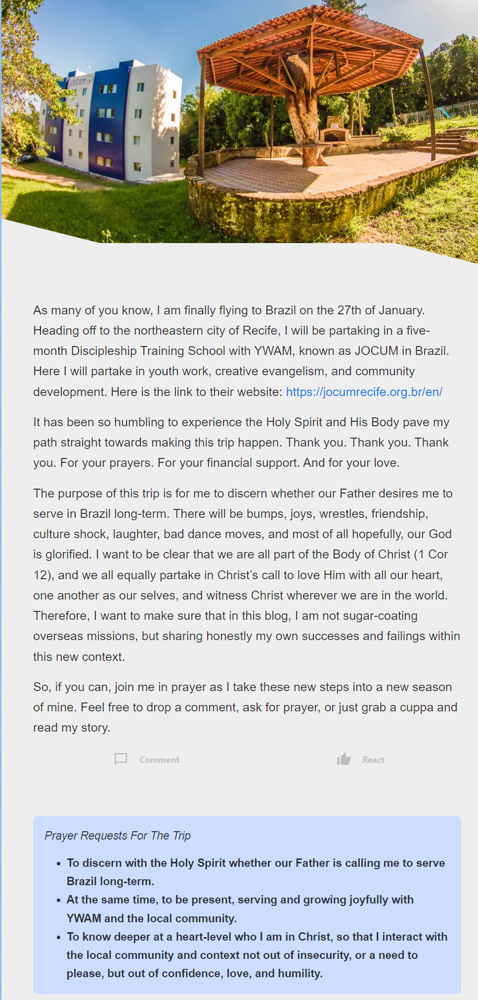 JOCUM
As many of you know, I am finally flying to Brazil on the 27th of January.
Heading off to the northeastern city of Recife, I will be partaking in a five-
month Discipleship Training School with YWAM, known as JOCUM in Brazil.
Here I will partake in youth work, creative evangelism, and community
development. Here is the link to their website: https://jocumrecife.org.br/en/
It has been so humbling to experience the Holy Spirit and His Body pave my
path straight towards making this trip happen. Thank you. Thank you. Thank
you. For your prayers. For your financial support. And for your love.
The purpose of this trip is for me to discern whether our Father desires me to
serve in Brazil long-term. There will be bumps, joys, wrestles, friendship,
culture shock, laughter, bad dance moves, and most of all hopefully, our God
is glorified. I want to be clear that we are all part of the Body of Christ (1 Cor
12), and we all equally partake in Christ’s call to love Him with all our heart,
one another as our selves, and witness Christ wherever we are in the world.
Therefore, I want to make sure that in this blog, I am not sugar-coating
overseas missions, but sharing honestly my own successes and failings within
this new context.
So, if you can, join me in prayer as I take these new steps into a new season
of mine. Feel free to drop a comment, ask for prayer, or just grab a cuppa and
read my story.
Comment React
Prayer Requests For The Trip
• To discern with the Holy Spirit whether our Father is calling me to serve
Brazil long-term.
• At the same time, to be present, serving and growing joyfully with
YWAM and the local community.
• To know deeper at a heart-level who I am in Christ, so that I interact with
the local community and context not out of insecurity, or a need to
please, but out of confidence, love, and humility.